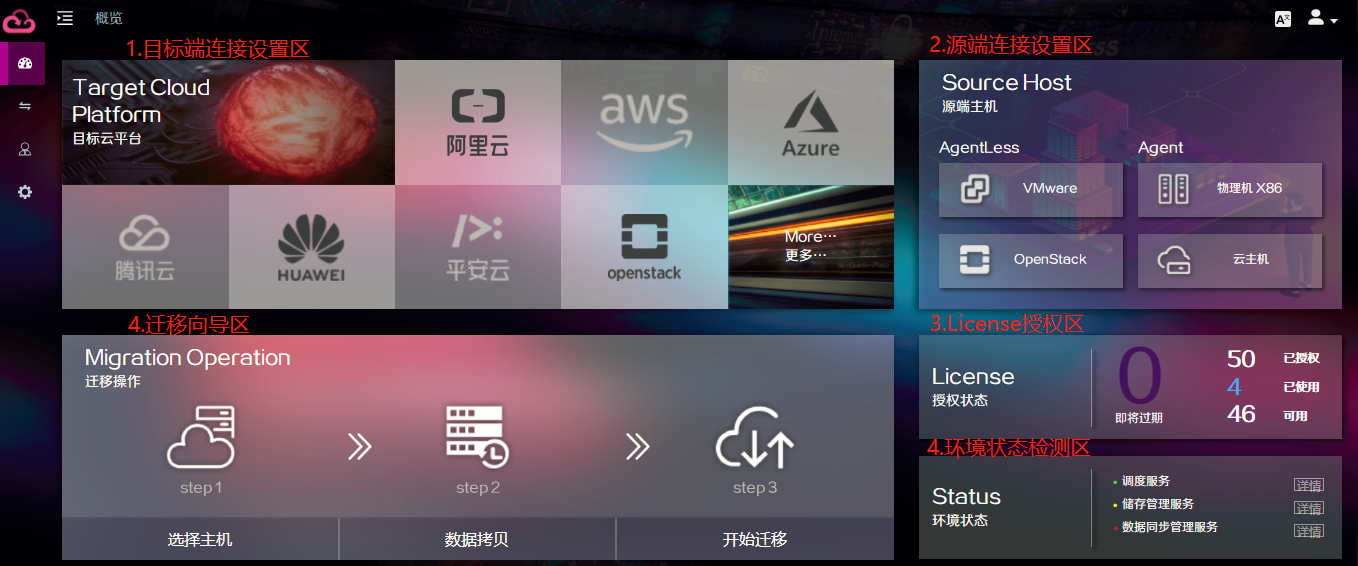 概览
1.目标端连接设置区
Target Cloud
Platform
目标云平台
阿里云
aws
Azure
腾讯云
HUAWEI
平安云
openstack
More…
更多…
2.源端连接设置区
Source Host
源端主机
AgentLess
Agent
VMware
物理机 X86
OpenStack
云主机
4.迁移向导区
Migration Operation
迁移操作
step 1
step 2
step 3
选择主机
数据拷贝
开始迁移
3.License授权区
License
授权状态
0
即将过期
50 已授权
4 已使用
46 可用
4.环境状态检测区
Status
环境状态
调度服务 详情
储存管理服务 详情
数据同步管理服务 详情